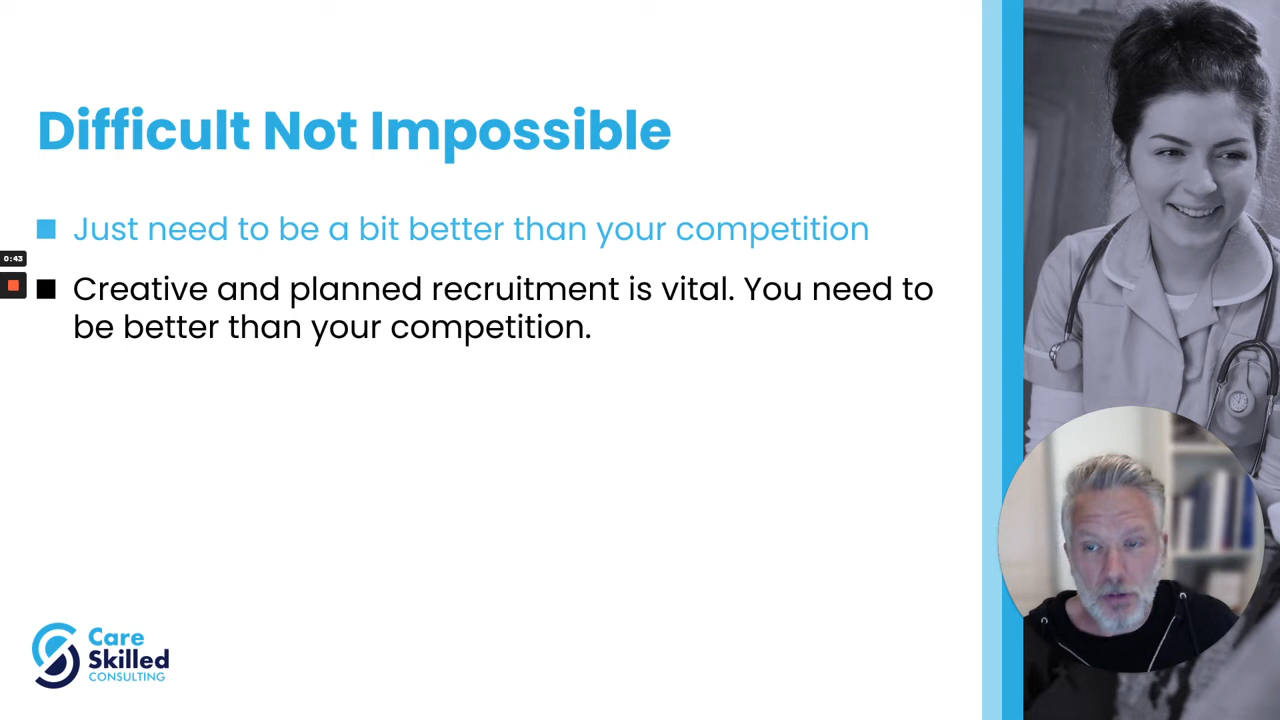 Difficult Not Impossible
Just need to be a bit better than your competition
0:43
Creative and planned recruitment is vital. You need to
be better than your competition.
Care
Skilled
CONSULTING